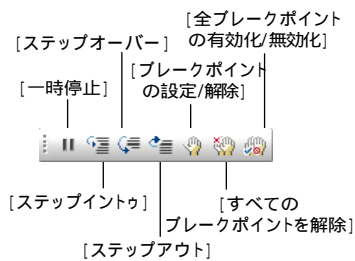 [全ブレークポイント
の有効化/無効化]
[ステップオーバー]
[ブレークポイント
の設定/解除]
[一時停止]
[ステップイントゥ]
[すべての
ブレークポイントを解除]
[ステップアウト]